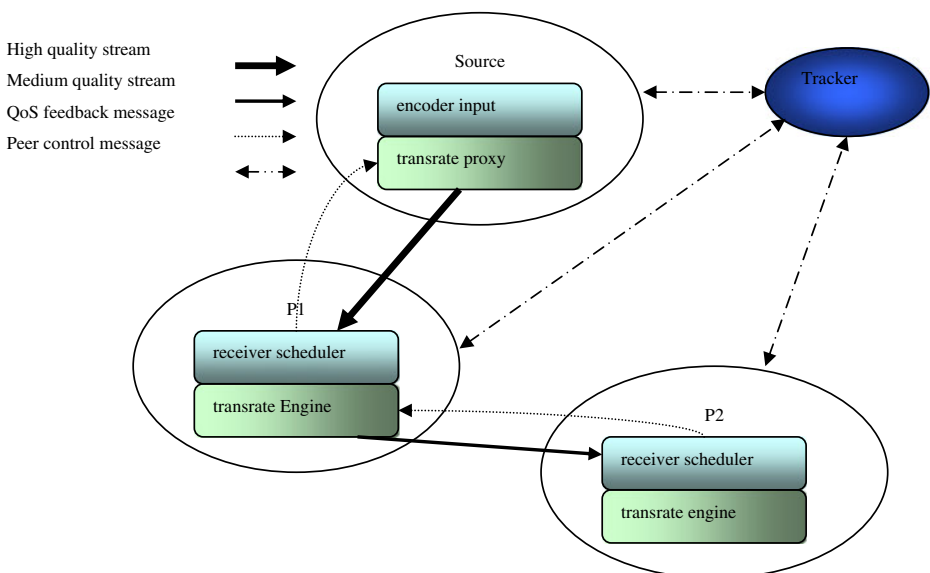 High quality stream
Medium quality stream
QoS feedback message
Peer control message
Source
encoder input
transrate proxy
Tracker
P1
receiver scheduler
transrate Engine
P2
receiver scheduler
transrate engine